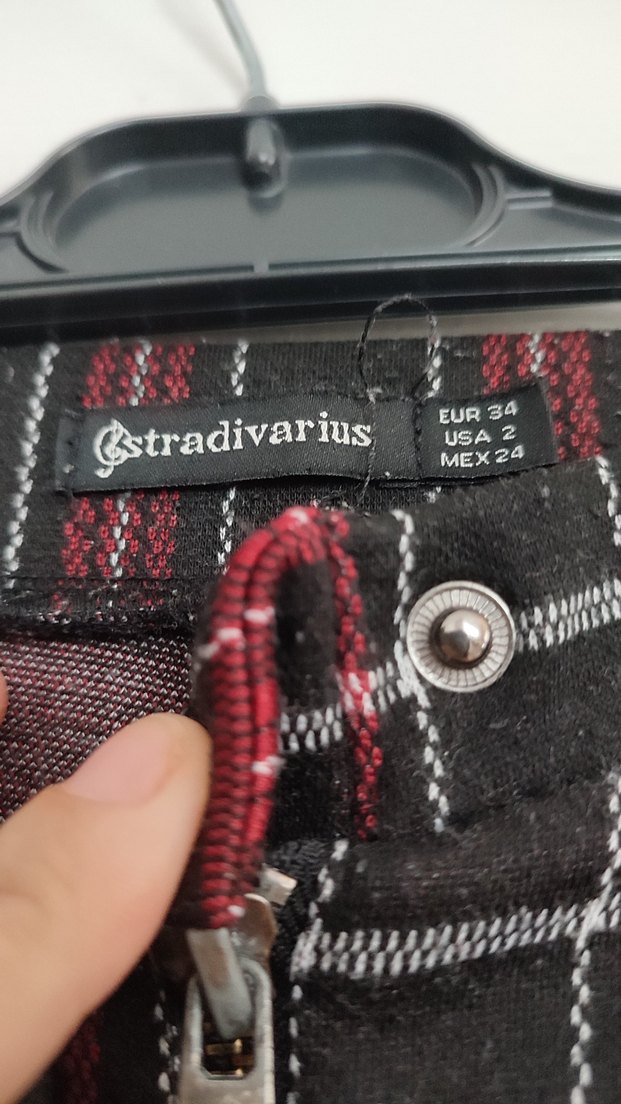 stradivarius
EUR 34
USA 2
MEX 24